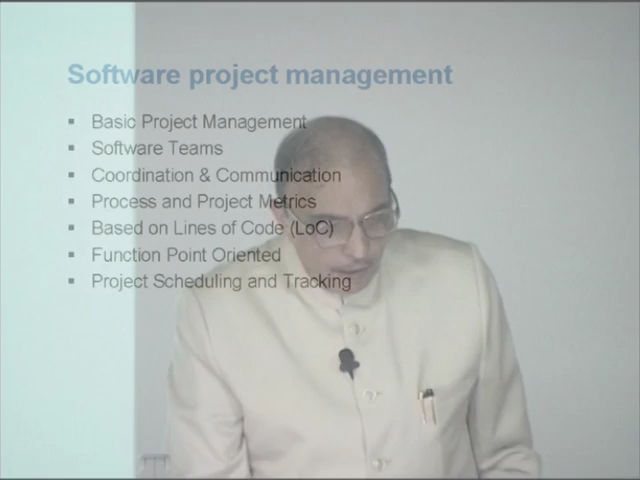 Software project management
▪ Basic Project Management
▪ Software Teams
▪ Coordination & Communication
▪ Process and Project Metrics
▪ Based on Lines of Code (LoC)
▪ Function Point Oriented
▪ Project Scheduling and Tracking